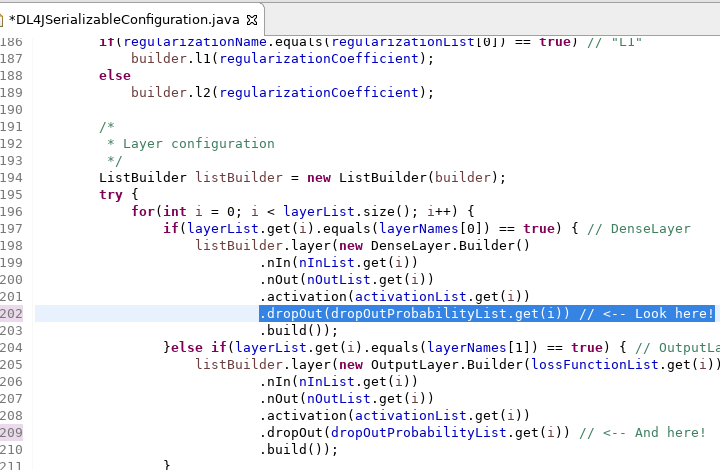 *DL4JSerializableConfiguration.java
186 if(regularizationName.equals(regularizationList[0]) == true) // "L1"
187 builder.l1(regularizationCoefficient);
188 else
189 builder.l2(regularizationCoefficient);
190
191 /*
192 * Layer configuration
193 */
194 ListBuilder listBuilder = new ListBuilder(builder);
195 try {
196 for(int i = 0; i < layerList.size(); i++) {
197 if(layerList.get(i).equals(layerNames[0]) == true) { // DenseLayer
198 listBuilder.layer(new DenseLayer.Builder()
199 .nIn(nInList.get(i))
200 .nOut(nOutList.get(i))
201 .activation(activationList.get(i))
202 .dropOut(dropOutProbabilityList.get(i)) // <-- Look here!
203 .build());
204 }else if(layerList.get(i).equals(layerNames[1]) == true) { // OutputLa
205 listBuilder.layer(new OutputLayer.Builder(lossFunctionList.get(i))
206 .nIn(nInList.get(i))
207 .nOut(nOutList.get(i))
208 .activation(activationList.get(i))
209 .dropOut(dropOutProbabilityList.get(i)) // <-- And here!
210 .build());
211 }